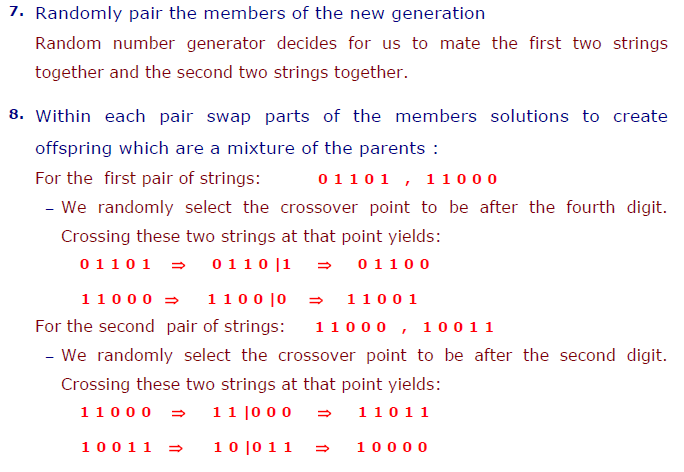 7. Randomly pair the members of the new generation
Random number generator decides for us to mate the first two strings
together and the second two strings together.
8. Within each pair swap parts of the members solutions to create
offspring which are a mixture of the parents :
For the first pair of strings: 0 1 1 0 1 , 1 1 0 0 0
– We randomly select the crossover point to be after the fourth digit.
Crossing these two strings at that point yields:
0 1 1 0 1 ⇒ 0 1 1 0 |1 ⇒ 0 1 1 0 0
1 1 0 0 0 ⇒ 1 1 0 0 |0 ⇒ 1 1 0 0 1
For the second pair of strings: 1 1 0 0 0 , 1 0 0 1 1
– We randomly select the crossover point to be after the second digit.
Crossing these two strings at that point yields:
1 1 0 0 0 ⇒ 1 1 |0 0 0 ⇒ 1 1 0 1 1
1 0 0 1 1 ⇒ 1 0 |0 1 1 ⇒ 1 0 0 0 0